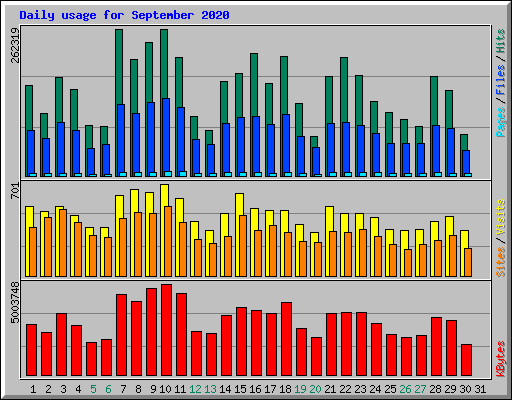 Daily usage for September 2020
262319
Pages / Files / Hits
701
Sites / Visits
5003748
KBytes
1 2 3 4 5 6 7 8 9 10 11 12 13 14 15 16 17 18 19 20 21 22 23 24 25 26 27 28 29 30 31